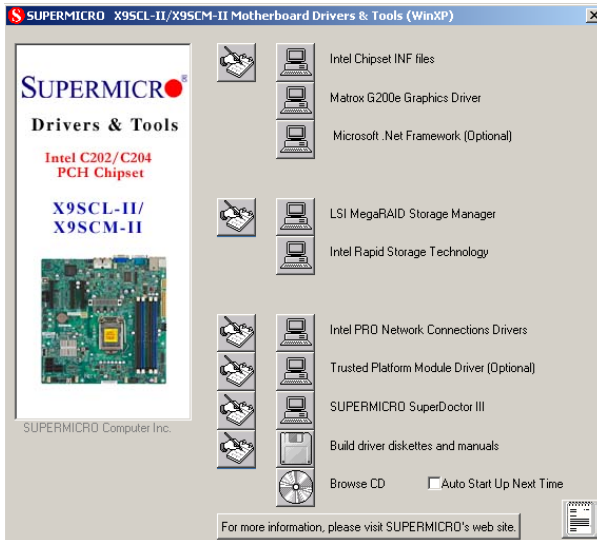 SUPERMICRO X9SCL-II/X9SCM-II Motherboard Drivers & Tools (WinXP)
SUPERMICRO
Drivers & Tools
Intel C202/C204
PCH Chipset
X9SCL-II/
X9SCM-II
SUPERMICRO Computer Inc.
Intel Chipset INF files
Matrox G200e Graphics Driver
Microsoft .Net Framework (Optional)
LSI MegaRAID Storage Manager
Intel Rapid Storage Technology
Intel PRO Network Connections Drivers
Trusted Platform Module Driver (Optional)
SUPERMICRO SuperDoctor III
Build driver diskettes and manuals
Browse CD
Auto Start Up Next Time
For more information, please visit SUPERMICRO's web site.